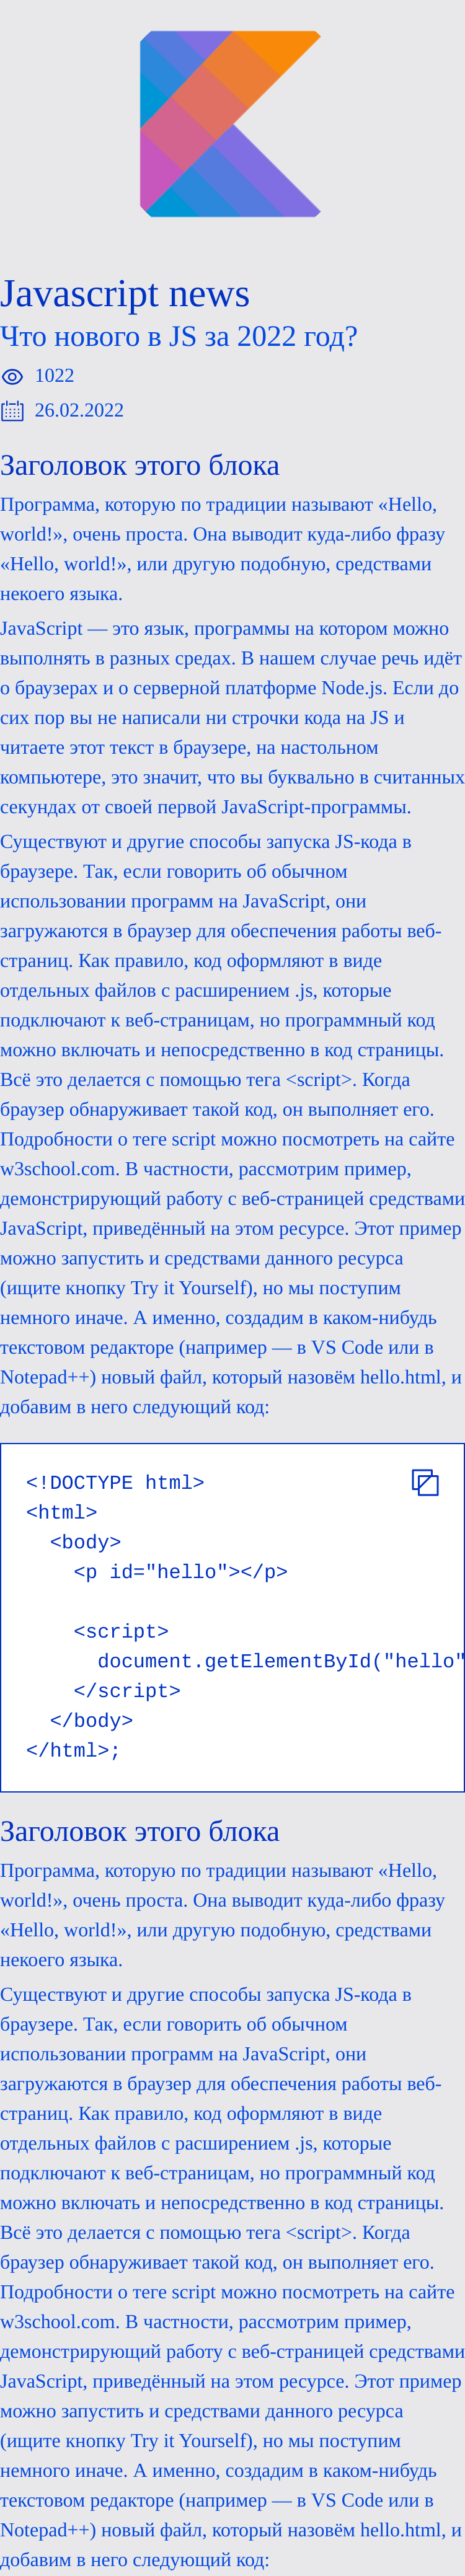 Javascript news
Что нового в JS за 2022 год?
1022
26.02.2022
Заголовок этого блока
Программа, которую по традиции называют «Hello,
world!», очень проста. Она выводит куда-либо фразу
«Hello, world!», или другую подобную, средствами
некоего языка.
JavaScript — это язык, программы на котором можно
выполнять в разных средах. В нашем случае речь идёт
о браузерах и о серверной платформе Node.js. Если до
сих пор вы не написали ни строчки кода на JS и
читаете этот текст в браузере, на настольном
компьютере, это значит, что вы буквально в считанных
секундах от своей первой JavaScript-программы.
Существуют и другие способы запуска JS-кода в
браузере. Так, если говорить об обычном
использовании программ на JavaScript, они
загружаются в браузер для обеспечения работы веб-
страниц. Как правило, код оформляют в виде
отдельных файлов с расширением .js, которые
подключают к веб-страницам, но программный код
можно включать и непосредственно в код страницы.
Всё это делается с помощью тега <script>. Когда
браузер обнаруживает такой код, он выполняет его.
Подробности о теге script можно посмотреть на сайте
w3school.com. В частности, рассмотрим пример,
демонстрирующий работу с веб-страницей средствами
JavaScript, приведённый на этом ресурсе. Этот пример
можно запустить и средствами данного ресурса
(ищите кнопку Try it Yourself), но мы поступим
немного иначе. А именно, создадим в каком-нибудь
текстовом редакторе (например — в VS Code или в
Notepad++) новый файл, который назовём hello.html, и
добавим в него следующий код:
<!DOCTYPE html>
<html>
  <body>
    <p id="hello"></p>
    <script>
      document.getElementById("hello"
    </script>
  </body>
</html>;
Заголовок этого блока
Программа, которую по традиции называют «Hello,
world!», очень проста. Она выводит куда-либо фразу
«Hello, world!», или другую подобную, средствами
некоего языка.
Существуют и другие способы запуска JS-кода в
браузере. Так, если говорить об обычном
использовании программ на JavaScript, они
загружаются в браузер для обеспечения работы веб-
страниц. Как правило, код оформляют в виде
отдельных файлов с расширением .js, которые
подключают к веб-страницам, но программный код
можно включать и непосредственно в код страницы.
Всё это делается с помощью тега <script>. Когда
браузер обнаруживает такой код, он выполняет его.
Подробности о теге script можно посмотреть на сайте
w3school.com. В частности, рассмотрим пример,
демонстрирующий работу с веб-страницей средствами
JavaScript, приведённый на этом ресурсе. Этот пример
можно запустить и средствами данного ресурса
(ищите кнопку Try it Yourself), но мы поступим
немного иначе. А именно, создадим в каком-нибудь
текстовом редакторе (например — в VS Code или в
Notepad++) новый файл, который назовём hello.html, и
добавим в него следующий код: